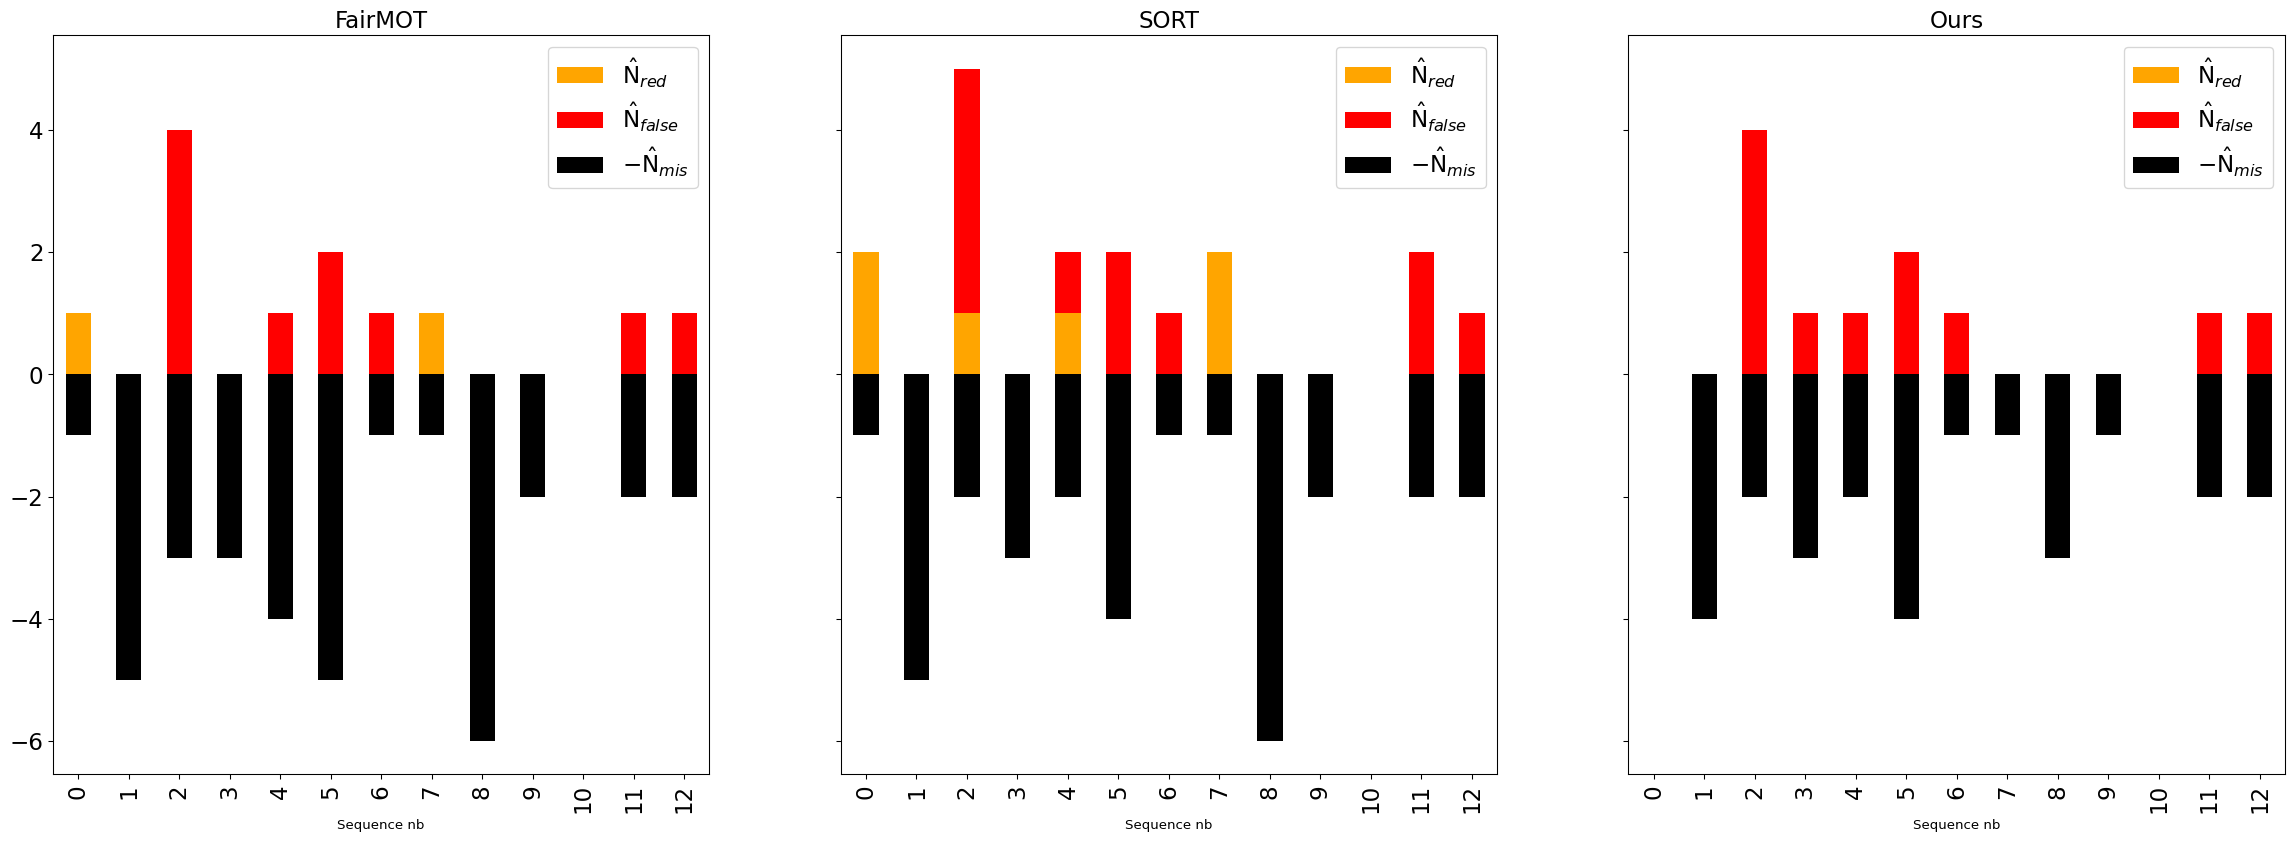 FairMOT
SORT
Ours
N̂red
N̂false
−N̂mis
N̂red
N̂false
−N̂mis
N̂red
N̂false
−N̂mis
4
2
0
−2
−4
−6
0 1 2 3 4 5 6 7 8 9 10 11 12
0 1 2 3 4 5 6 7 8 9 10 11 12
0 1 2 3 4 5 6 7 8 9 10 11 12
Sequence nb
Sequence nb
Sequence nb